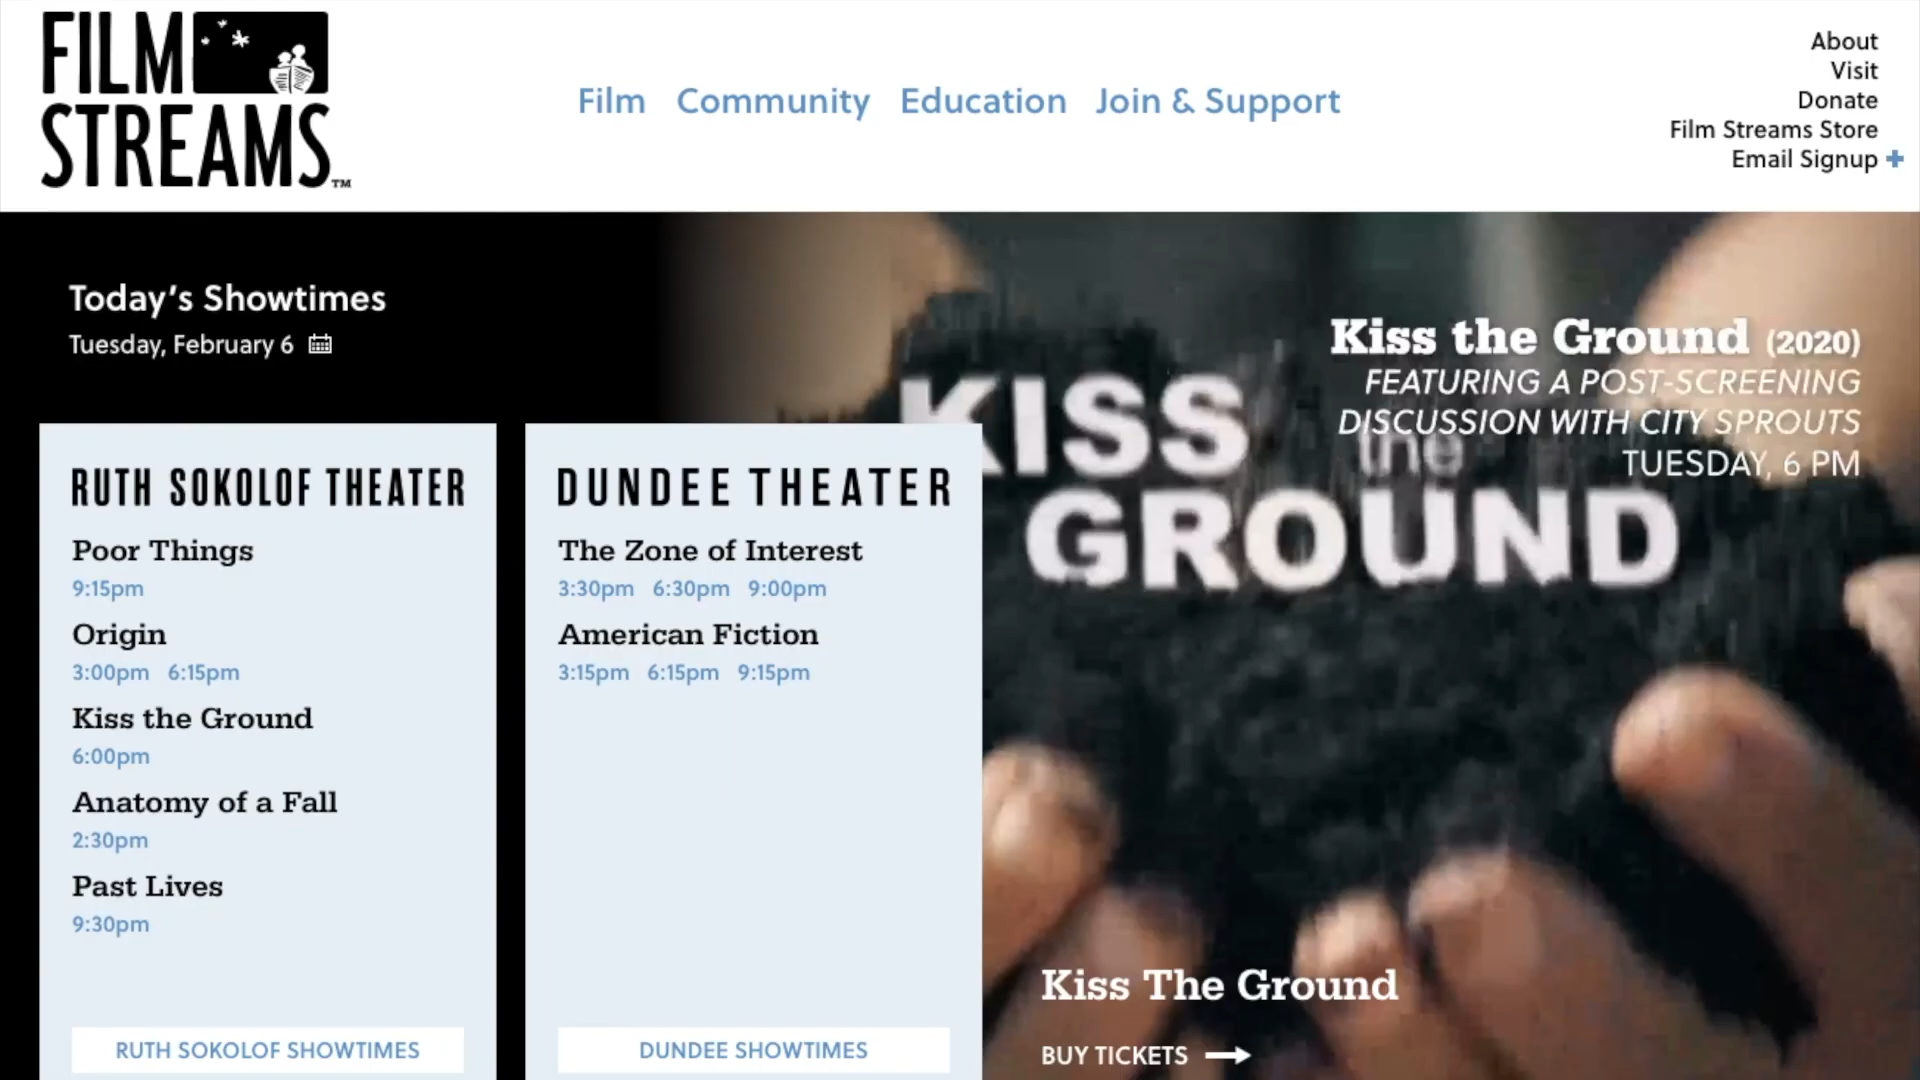 FILM
STREAMS™
Film Community Education Join & Support
About
Visit
Donate
Film Streams Store
Email Signup +
Today's Showtimes
Tuesday, February 6
RUTH SOKOLOF THEATER
Poor Things
9:15pm
Origin
3:00pm 6:15pm
Kiss the Ground
6:00pm
Anatomy of a Fall
2:30pm
Past Lives
9:30pm
RUTH SOKOLOF SHOWTIMES
DUNDEE THEATER
The Zone of Interest
3:30pm 6:30pm 9:00pm
American Fiction
3:15pm 6:15pm 9:15pm
DUNDEE SHOWTIMES
Kiss the Ground (2020)
FEATURING A POST-SCREENING
DISCUSSION WITH CITY SPROUTS
TUESDAY, 6 PM
KISS the
GROUND
Kiss The Ground
BUY TICKETS